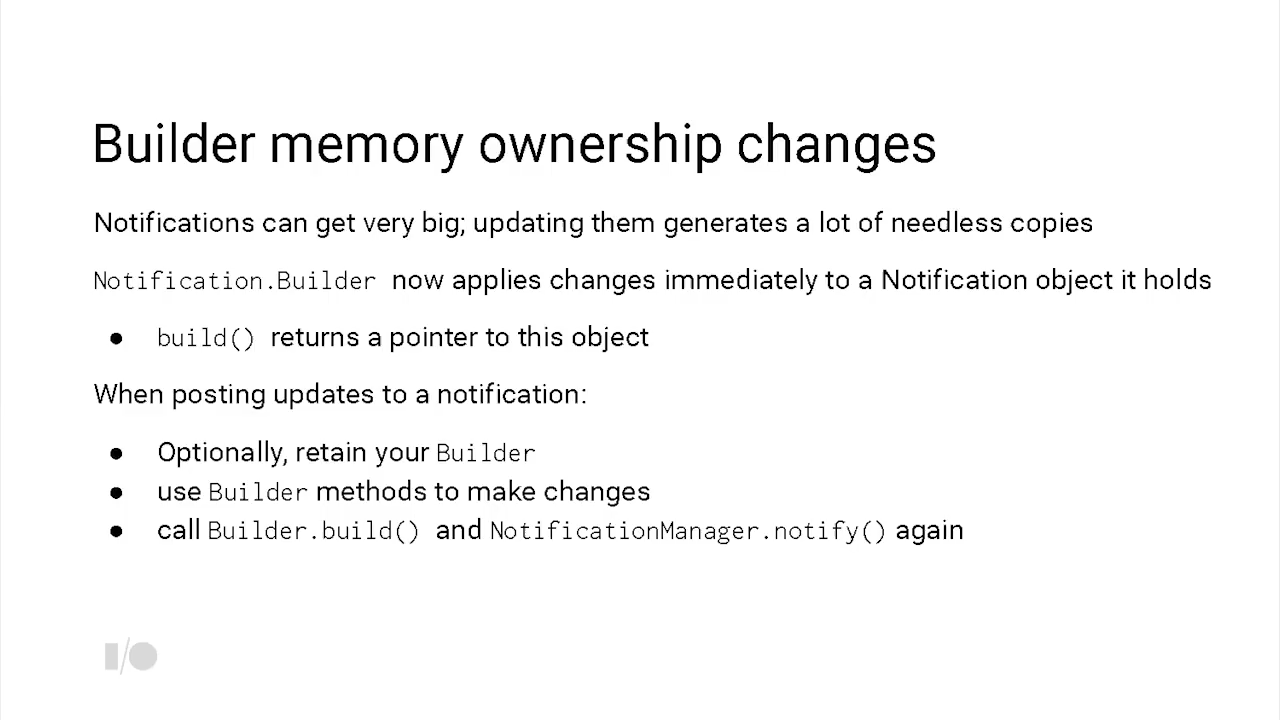 Builder memory ownership changes
Notifications can get very big; updating them generates a lot of needless copies
Notification.Builder now applies changes immediately to a Notification object it holds
● build() returns a pointer to this object
When posting updates to a notification:
● Optionally, retain your Builder
● use Builder methods to make changes
● call Builder.build() and NotificationManager.notify() again
I/O